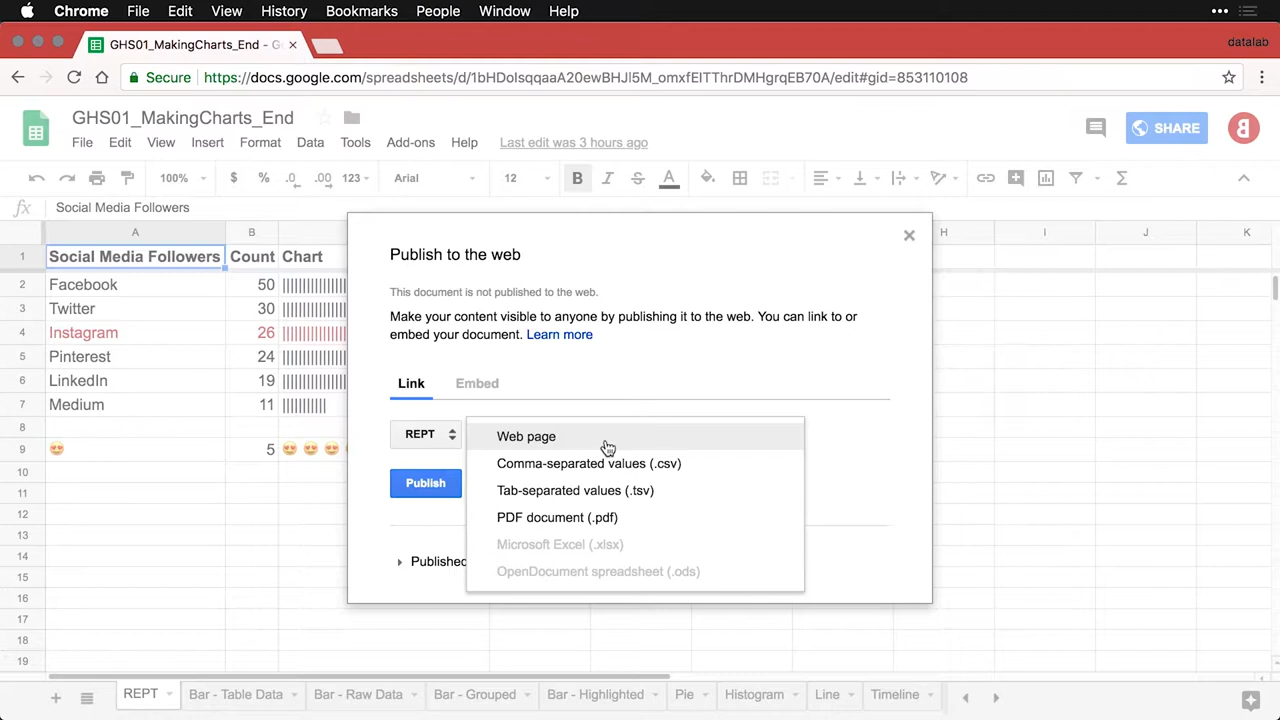 Chrome File Edit View History Bookmarks People Window Help
GHS01_MakingCharts_End - G
datalab
Secure https://docs.google.com/spreadsheets/d/1bHDolsqqaaA20ewBHJl5M_omxfEITThrDMHgrqEB70A/edit#gid=853110108
GHS01_MakingCharts_End
File Edit View Insert Format Data Tools Add-ons Help Last edit was 3 hours ago
SHARE
100% $ % .0 .00 123 Arial 12 B I S A Σ
fx Social Media Followers
A B H I J K
1 Social Media Followers Count Chart
2 Facebook 50
3 Twitter 30
4 Instagram 26
5 Pinterest 24
6 LinkedIn 19
7 Medium 11 |||||||||||
8
9 5
10
11
12
13
14
15
16
17
18
19
Publish to the web
This document is not published to the web.
Make your content visible to anyone by publishing it to the web. You can link to or
embed your document. Learn more
Link Embed
REPT
Web page
Comma-separated values (.csv)
Tab-separated values (.tsv)
PDF document (.pdf)
Microsoft Excel (.xlsx)
OpenDocument spreadsheet (.ods)
Publish
Published
REPT Bar - Table Data Bar - Raw Data Bar - Grouped Bar - Highlighted Pie Histogram Line Timeline